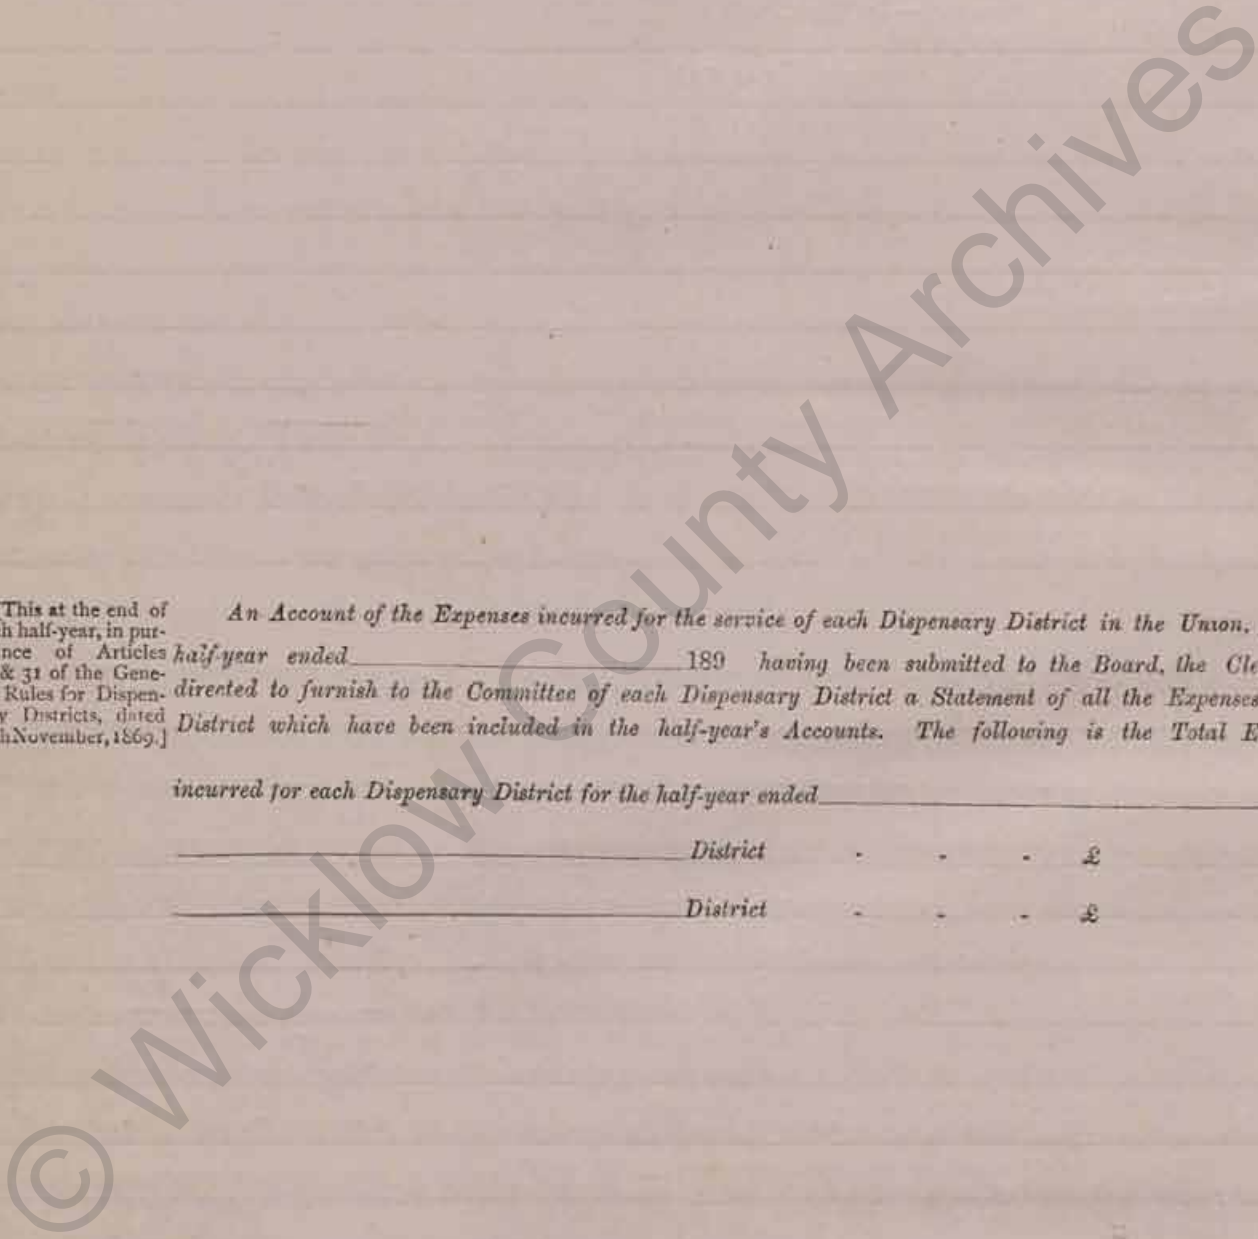 This at the end of
h half-year, in pur-
nce of Articles
& 31 of the Gene-
Rules for Dispen-
y Districts, dated
hNovember, 1869.]
An Account of the Expenses incurred for the service of each Dispensary District in the Union,
half-year ended 189 having been submitted to the Board, the Cle
directed to furnish to the Committee of each Dispensary District a Statement of all the Expenses
District which have been included in the half-year's Accounts. The following is the Total E
incurred for each Dispensary District for the half-year ended
District - - - £
District - - - £
© Wicklow County Archives